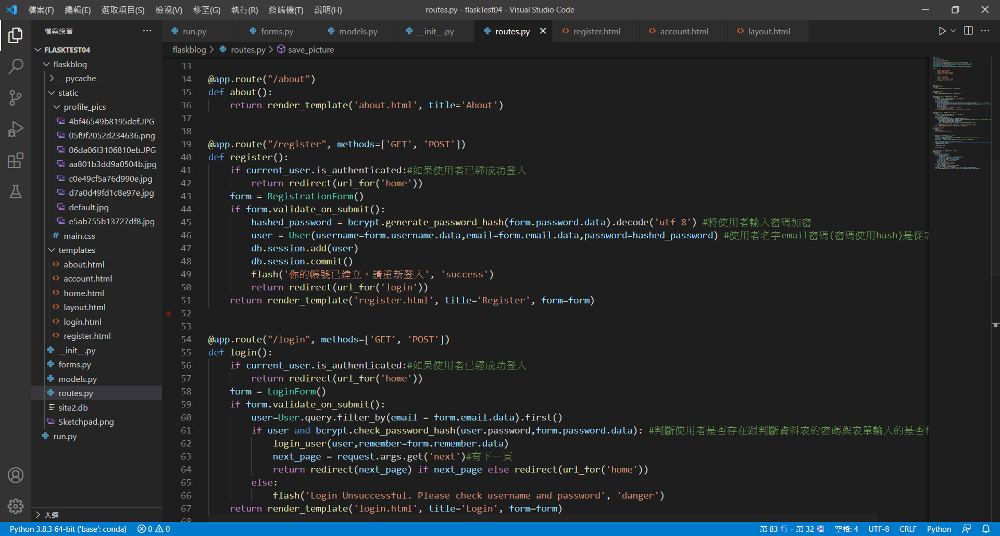 檔案(F) 編輯(E) 選取項目(S) 檢視(V) 移至(G) 執行(R) 終端機(T) 說明(H)
routes.py - flaskTest04 - Visual Studio Code
檔案總管
run.py forms.py models.py __init__.py routes.py register.html account.html layout.html
FLASKTEST04
flaskblog
__pycache__
static
profile_pics
4bf46549b8195def.JPG
05f9f2052d234636.png
06da06f3106810eb.JPG
aa801b3dd9a0504b.jpg
c0e49cf5a76d990e.jpg
d7a0d49fd1c8e97e.jpg
default.jpg
e5ab755b13727df8.jpg
# main.css
templates
about.html
account.html
home.html
layout.html
login.html
register.html
__init__.py
forms.py
models.py
routes.py
site2.db
Sketchpad.png
run.py
大綱
flaskblog > routes.py > save_picture
33
34 @app.route("/about")
35 def about():
36 return render_template('about.html', title='About')
37
38
39 @app.route("/register", methods=['GET', 'POST'])
40 def register():
41 if current_user.is_authenticated:#如果使用者已經成功登入
42 return redirect(url_for('home'))
43 form = RegistrationForm()
44 if form.validate_on_submit():
45 hashed_password = bcrypt.generate_password_hash(form.password.data).decode('utf-8') #將使用者輸入密碼加密
46 user = User(username=form.username.data,email=form.email.data,password=hashed_password) #使用者名字email密碼(密碼使用hash)是從
47 db.session.add(user)
48 db.session.commit()
49 flash('你的帳號已建立，請重新登入', 'success')
50 return redirect(url_for('login'))
51 return render_template('register.html', title='Register', form=form)
52
53
54 @app.route("/login", methods=['GET', 'POST'])
55 def login():
56 if current_user.is_authenticated:#如果使用者已經成功登入
57 return redirect(url_for('home'))
58 form = LoginForm()
59 if form.validate_on_submit():
60 user=User.query.filter_by(email = form.email.data).first()
61 if user and bcrypt.check_password_hash(user.password,form.password.data): #判斷使用者是否存在跟判斷資料表的密碼與表單輸入的是否
62 login_user(user,remember=form.remember.data)
63 next_page = request.args.get('next')#有下一頁
64 return redirect(next_page) if next_page else redirect(url_for('home'))
65 else:
66 flash('Login Unsuccessful. Please check username and password', 'danger')
67 return render_template('login.html', title='Login', form=form)
68
Python 3.8.3 64-bit ('base': conda) 0 0 第 83 行，第 32 欄 空格: 4 UTF-8 CRLF Python